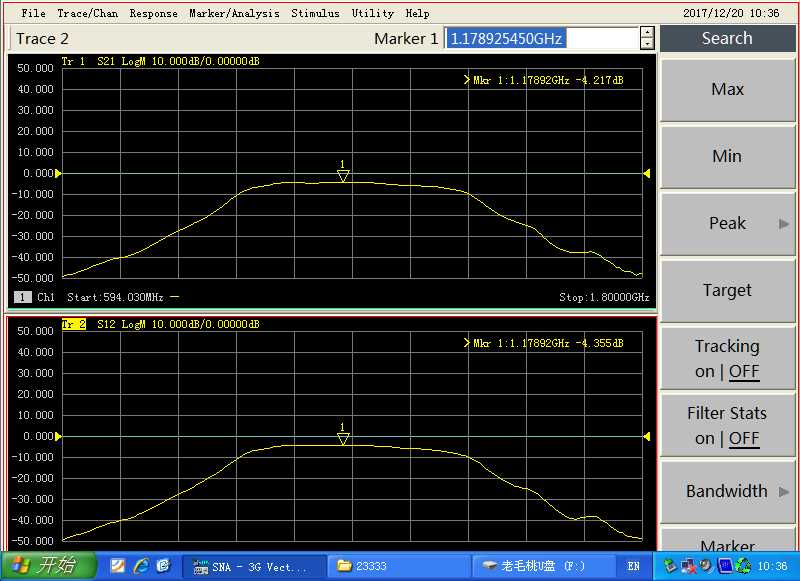 File Trace/Chan Response Marker/Analysis Stimulus Utility Help 2017/12/20 10:36
Trace 2 Marker 1 1.178925450GHz
Search
Max
Min
Peak
Target
Tracking
on | OFF
Filter Stats
on | OFF
Bandwidth
Marker
Tr 1 S21 LogM 10.000dB/0.00000dB
50.000
Mkr 1:1.17892GHz -4.217dB
40.000
30.000
20.000
10.000
1
0.000
-10.000
-20.000
-30.000
-40.000
-50.000
1 Ch1 Start:594.030MHz — Stop:1.80000GHz
Tr 2 S12 LogM 10.000dB/0.00000dB
50.000
Mkr 1:1.17892GHz -4.355dB
40.000
30.000
20.000
10.000
1
0.000
-10.000
-20.000
-30.000
-40.000
-50.000
开始 SNA - 3G Vect... 23333 老毛桃U盘 (F:) EN 10:36